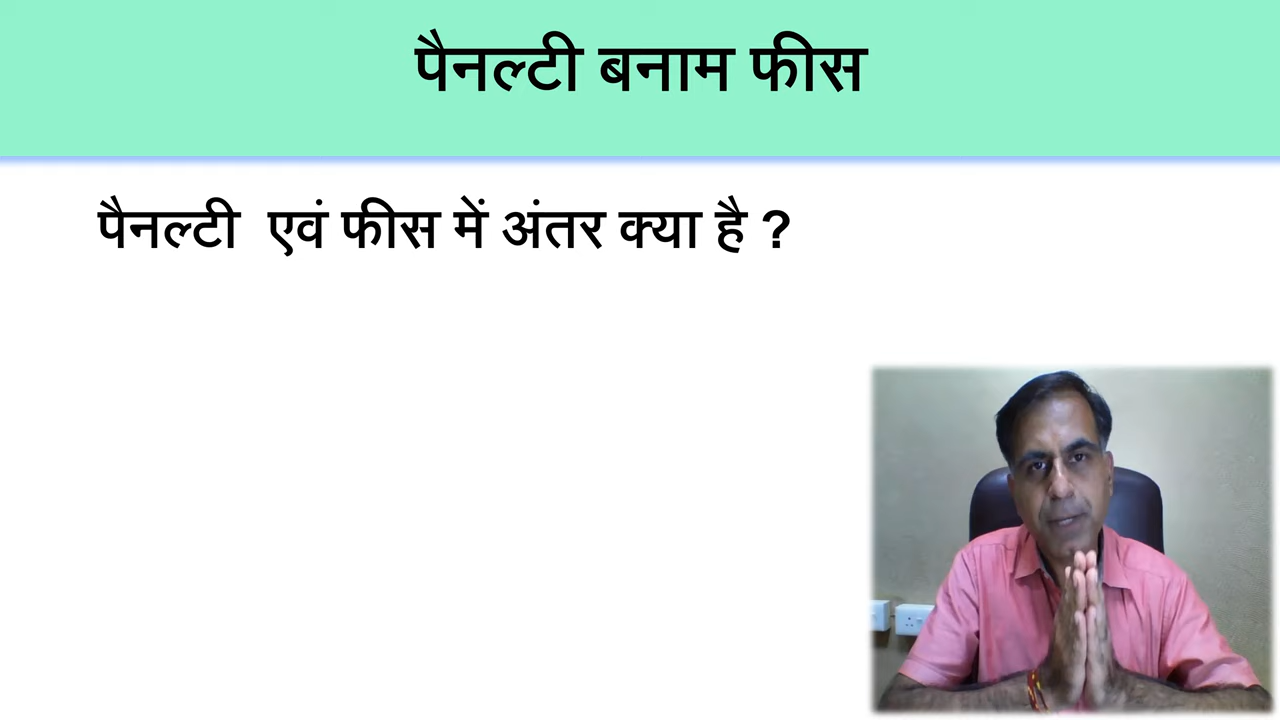 पैनल्टी बनाम फीस
पैनल्टी एवं फीस में अंतर क्या है ?